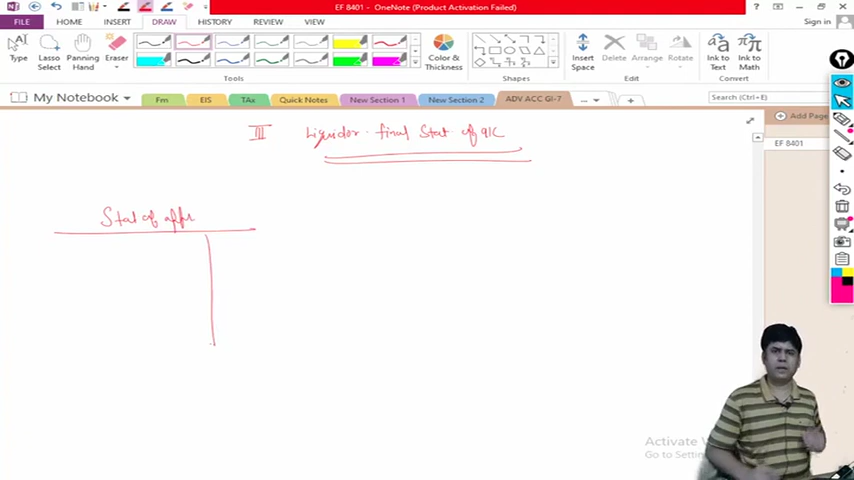 EF 8401 - OneNote (Product Activation Failed)
FILE HOME INSERT DRAW HISTORY REVIEW VIEW Sign in
Type Lasso Select Panning Hand Eraser Color & Thickness Insert Space Delete Arrange Rotate Ink to Text Ink to Math
Tools Shapes Edit Convert
My Notebook Fm EIS TAx Quick Notes New Section 1 New Section 2 ADV ACC GI-7 ... Search (Ctrl+E)
Add Page
EF 8401
III Liquidor. final Stat of a/c
Stat of affr
Activate
Go to Setting